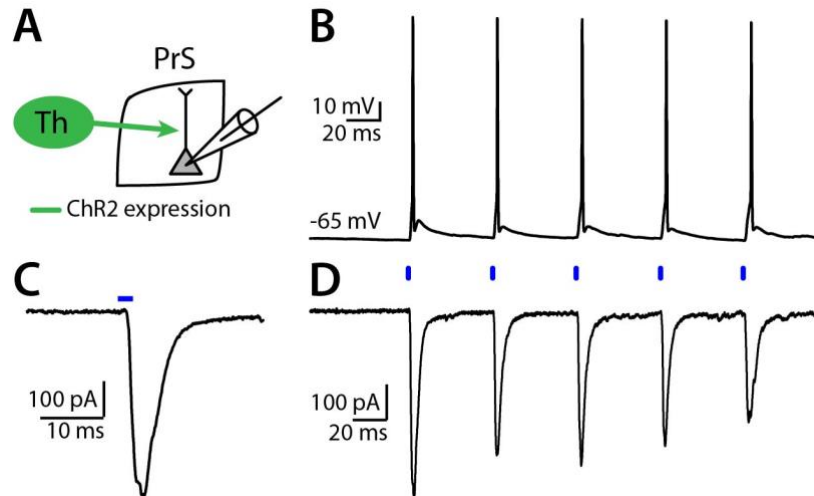 A
PrS
Th
ChR2 expression
B
10 mV
20 ms
-65 mV
C
100 pA
10 ms
D
100 pA
20 ms